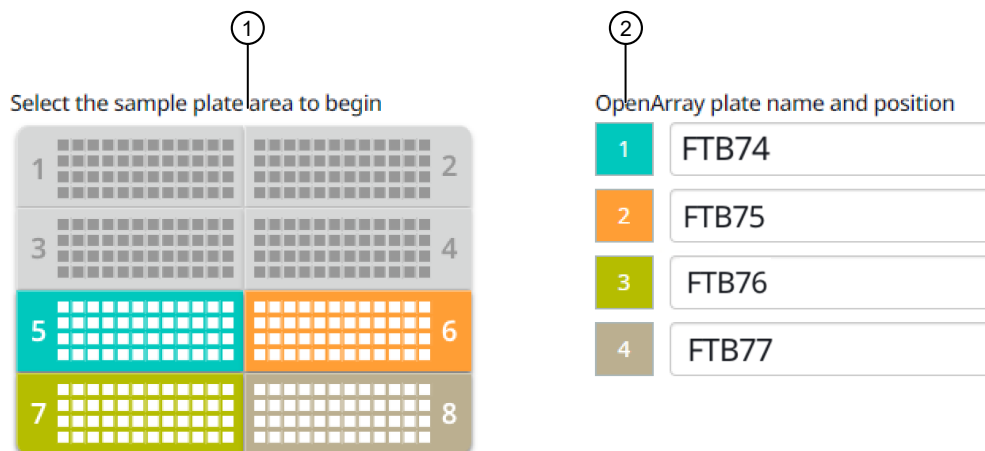 1
2
Select the sample plate area to begin
OpenArray plate name and position
1
2
3
4
5
6
7
8
1 FTB74
2 FTB75
3 FTB76
4 FTB77